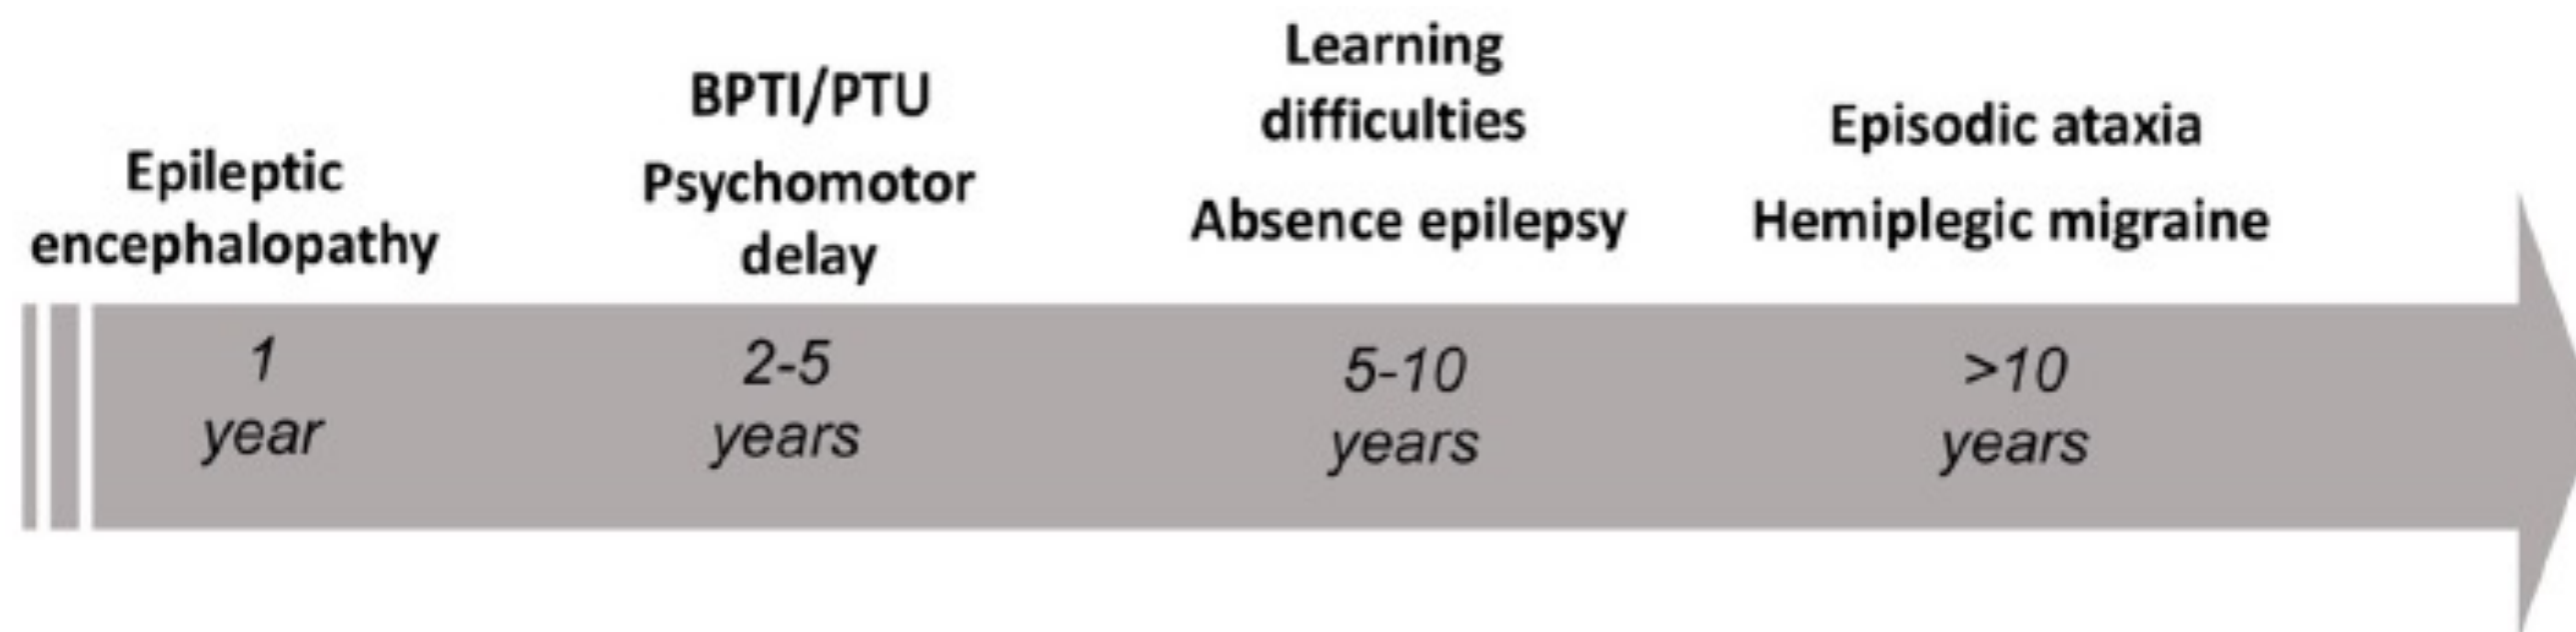 Epileptic
encephalopathy
BPTI/PTU
Psychomotor
delay
Learning
difficulties
Absence epilepsy
Episodic ataxia
Hemiplegic migraine
1
year
2-5
years
5-10
years
>10
years